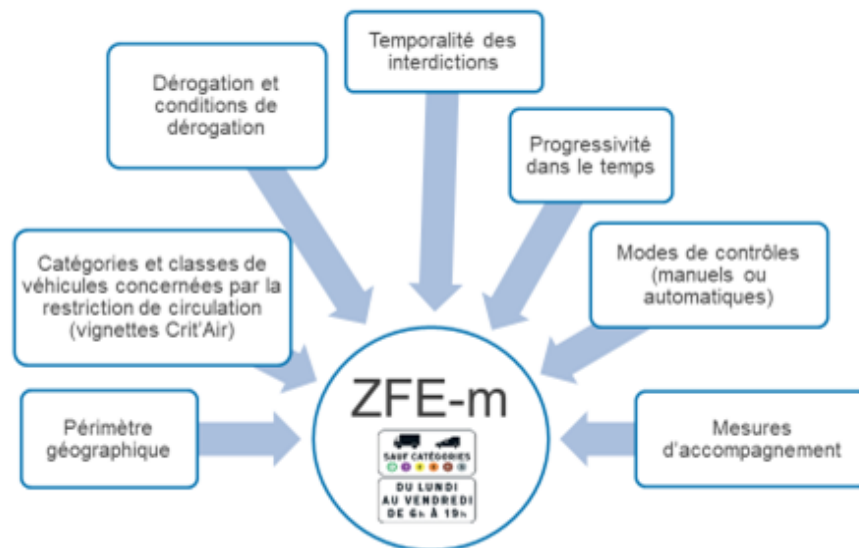 Temporalité des
interdictions
Dérogation et
conditions de
dérogation
Progressivité
dans le temps
Catégories et classes de
véhicules concernées par la
restriction de circulation
(vignettes Crit'Air)
Modes de contrôles
(manuels ou
automatiques)
Périmètre
géographique
ZFE-m
SAUF CATÉGORIES
DU LUNDI
AU VENDREDI
DE 6h À 19h
Mesures
d'accompagnement